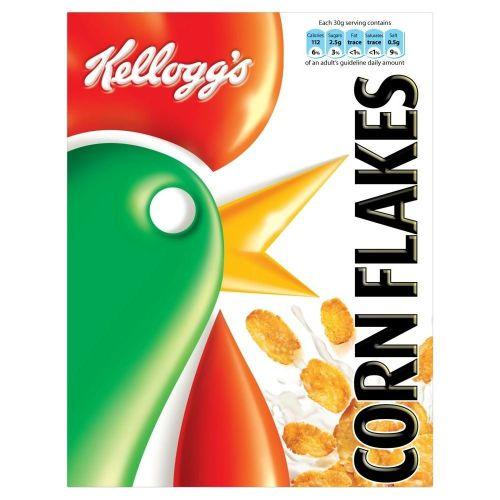 Each 30g serving contains
Calories Sugars Fat Saturates Salt
112 2.5g trace trace 0.5g
6% 3% <1% <1% 9%
of an adult's guideline daily amount
Kellogg's
CORN FLAKES